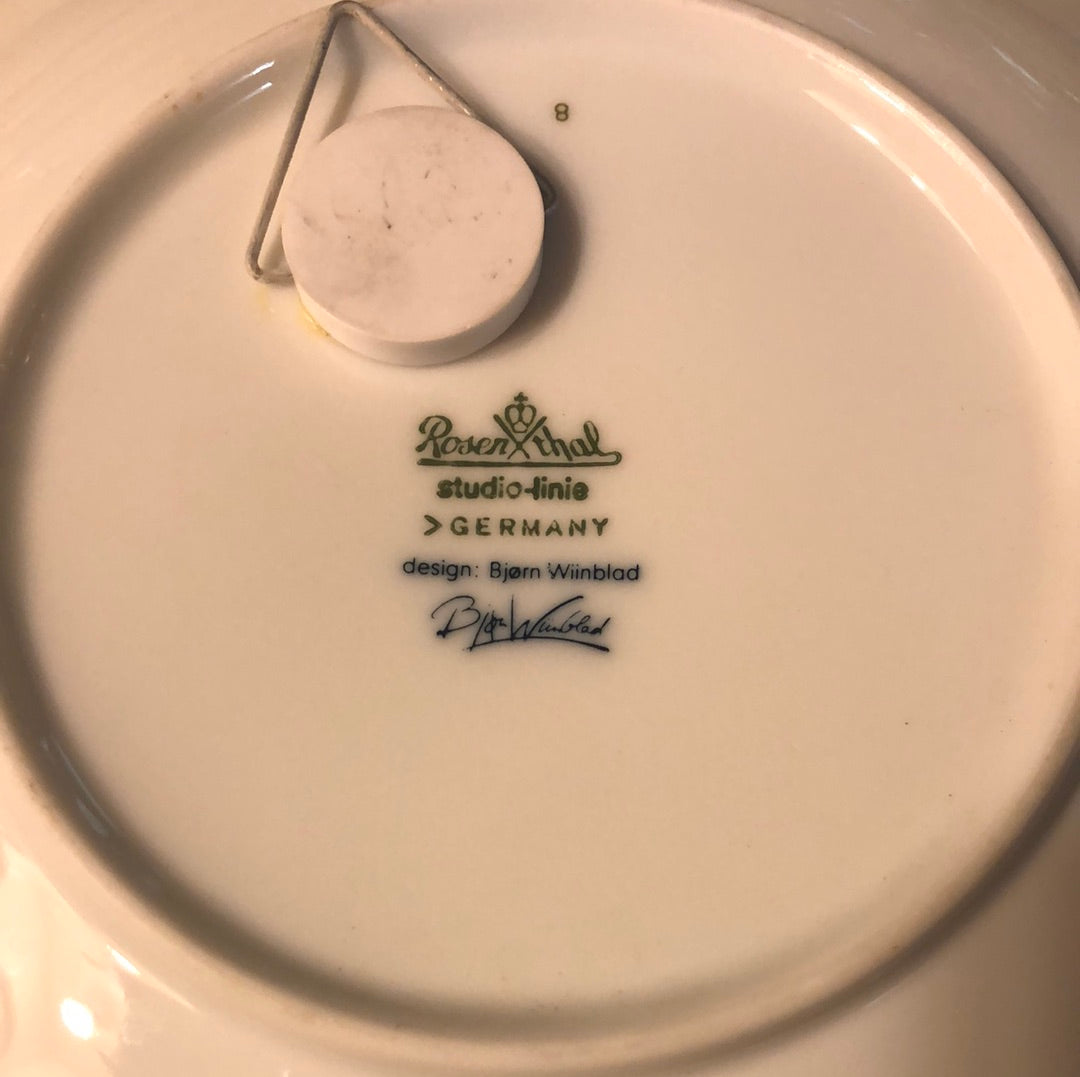 8
Rosenthal
studio-linie
>GERMANY
design: Bjørn Wiinblad
Bjørn Wiinblad